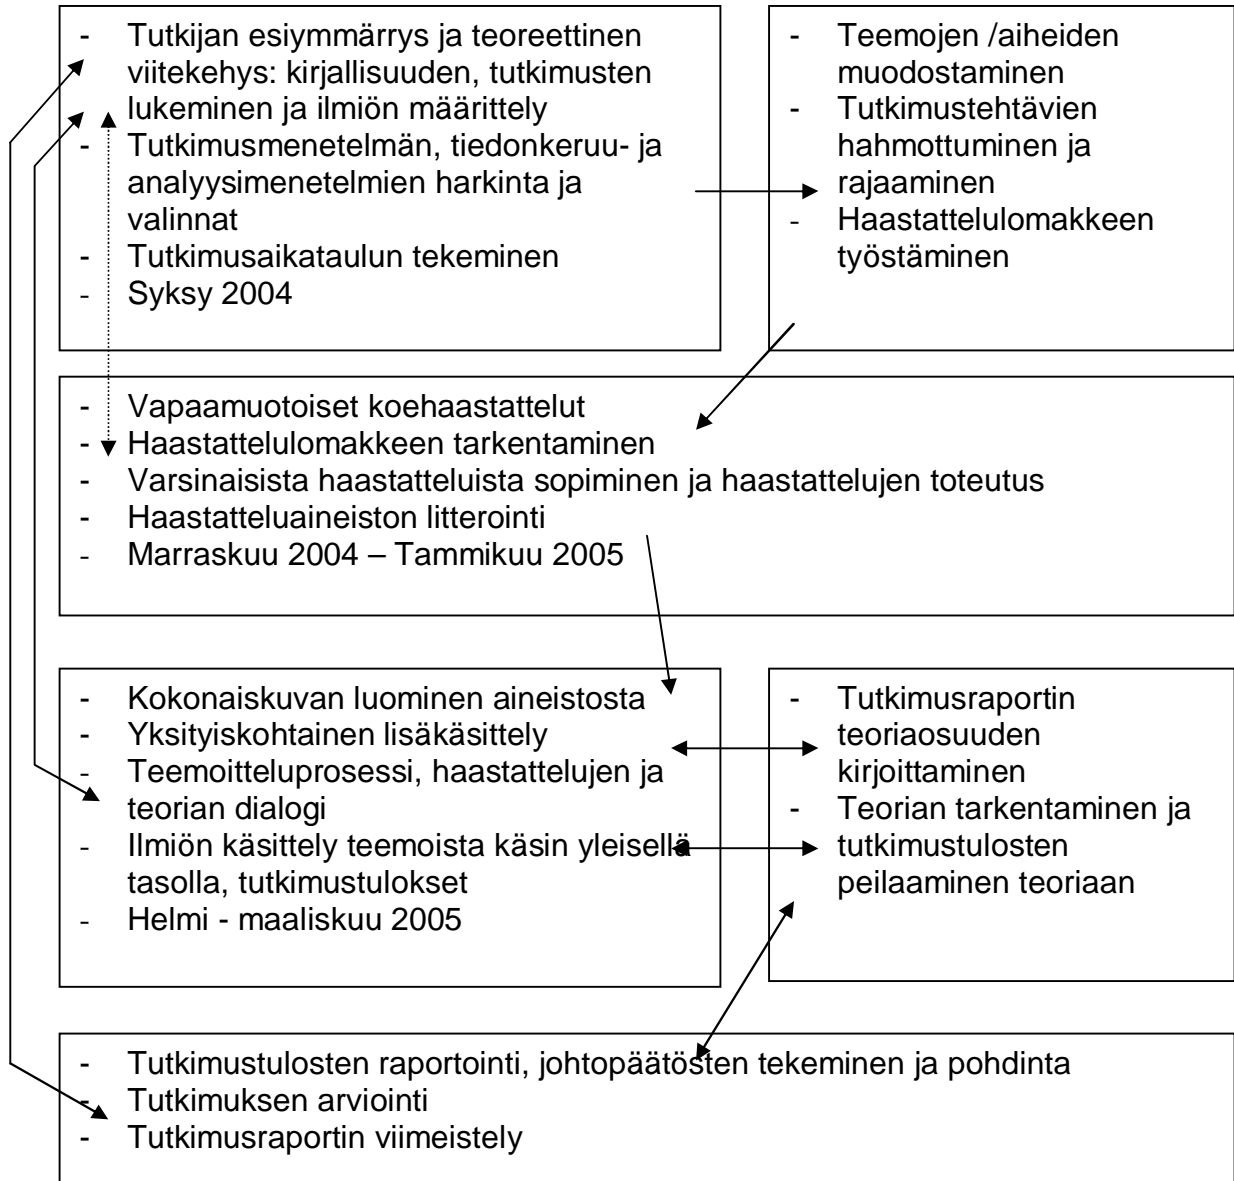 - Tutkijan esiymmärrys ja teoreettinen
viitekehys: kirjallisuuden, tutkimusten
lukeminen ja ilmiön määrittely
- Tutkimusmenetelmän, tiedonkeruu- ja
analyysimenetelmien harkinta ja
valinnat
- Tutkimusaikataulun tekeminen
- Syksy 2004
- Teemojen /aiheiden
muodostaminen
- Tutkimustehtävien
hahmottuminen ja
rajaaminen
- Haastattelulomakkeen
työstäminen
- Vapaamuotoiset koehaastattelut
- Haastattelulomakkeen tarkentaminen
- Varsinaisista haastatteluista sopiminen ja haastattelujen toteutus
- Haastatteluaineiston litterointi
- Marraskuu 2004 – Tammikuu 2005
- Kokonaiskuvan luominen aineistosta
- Yksityiskohtainen lisäkäsittely
- Teemoitteluprosessi, haastattelujen ja
teorian dialogi
- Ilmiön käsittely teemoista käsin yleisellä
tasolla, tutkimustulokset
- Helmi - maaliskuu 2005
- Tutkimusraportin
teoriaosuuden
kirjoittaminen
- Teorian tarkentaminen ja
tutkimustulosten
peilaaminen teoriaan
- Tutkimustulosten raportointi, johtopäätösten tekeminen ja pohdinta
- Tutkimuksen arviointi
- Tutkimusraportin viimeistely